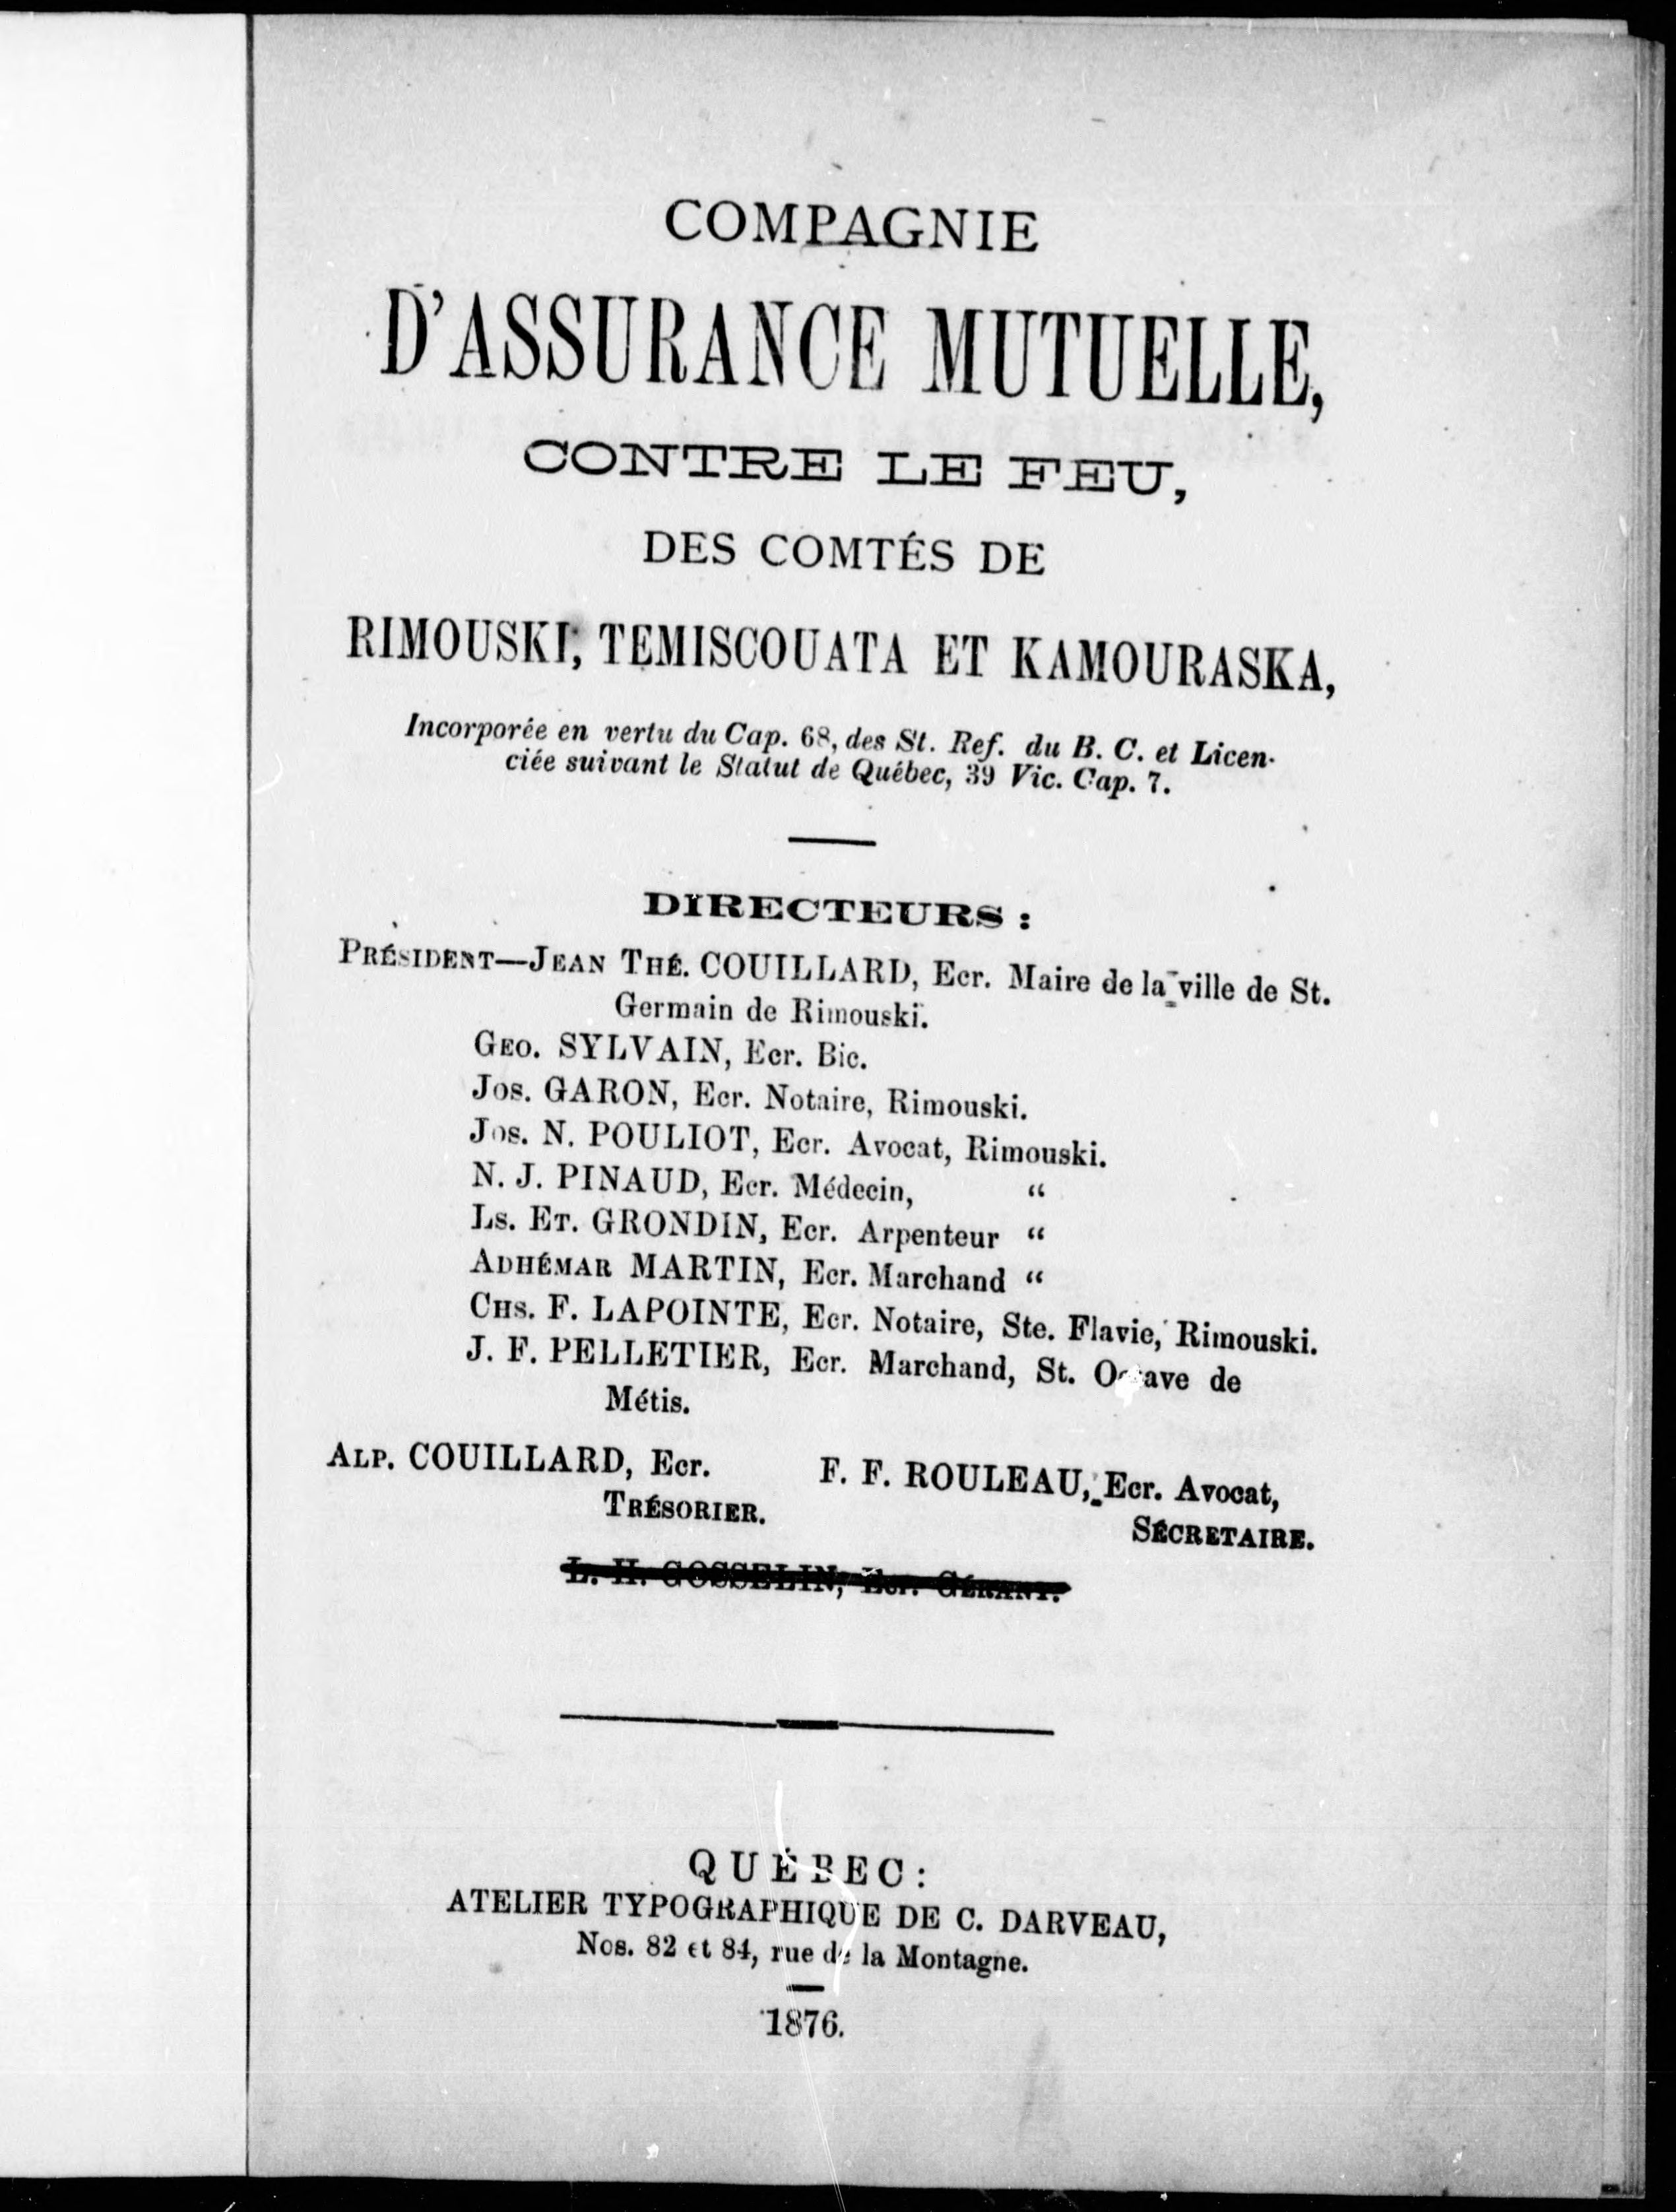 COMPAGNIE
D'ASSURANCE MUTUELLE,
CONTRE LE FEU,
DES COMTÉS DE
RIMOUSKI, TEMISCOUATA ET KAMOURASKA,
Incorporée en vertu du Cap. 68, des St. Ref. du B. C. et Licen-
ciée suivant le Statut de Québec, 39 Vic. Cap. 7.
DIRECTEURS :
PRÉSIDENT—JEAN THÉ. COUILLARD, Ecr. Maire de la ville de St.
Germain de Rimouski.
GEO. SYLVAIN, Ecr. Bic.
JOS. GARON, Ecr. Notaire, Rimouski.
JOS. N. POULIOT, Ecr. Avocat, Rimouski.
N. J. PINAUD, Ecr. Médecin, “
LS. ET. GRONDIN, Ecr. Arpenteur “
ADHÉMAR MARTIN, Ecr. Marchand “
CHS. F. LAPOINTE, Ecr. Notaire, Ste. Flavie, Rimouski.
J. F. PELLETIER, Ecr. Marchand, St. Octave de
Métis.
ALP. COUILLARD, Ecr. F. F. ROULEAU, Ecr. Avocat,
TRÉSORIER. SÉCRETAIRE.
L. H. GOSSELIN, Ecr. GÉRANT.
QUÉBEC:
ATELIER TYPOGRAPHIQUE DE C. DARVEAU,
Nos. 82 et 84, rue de la Montagne.
1876.